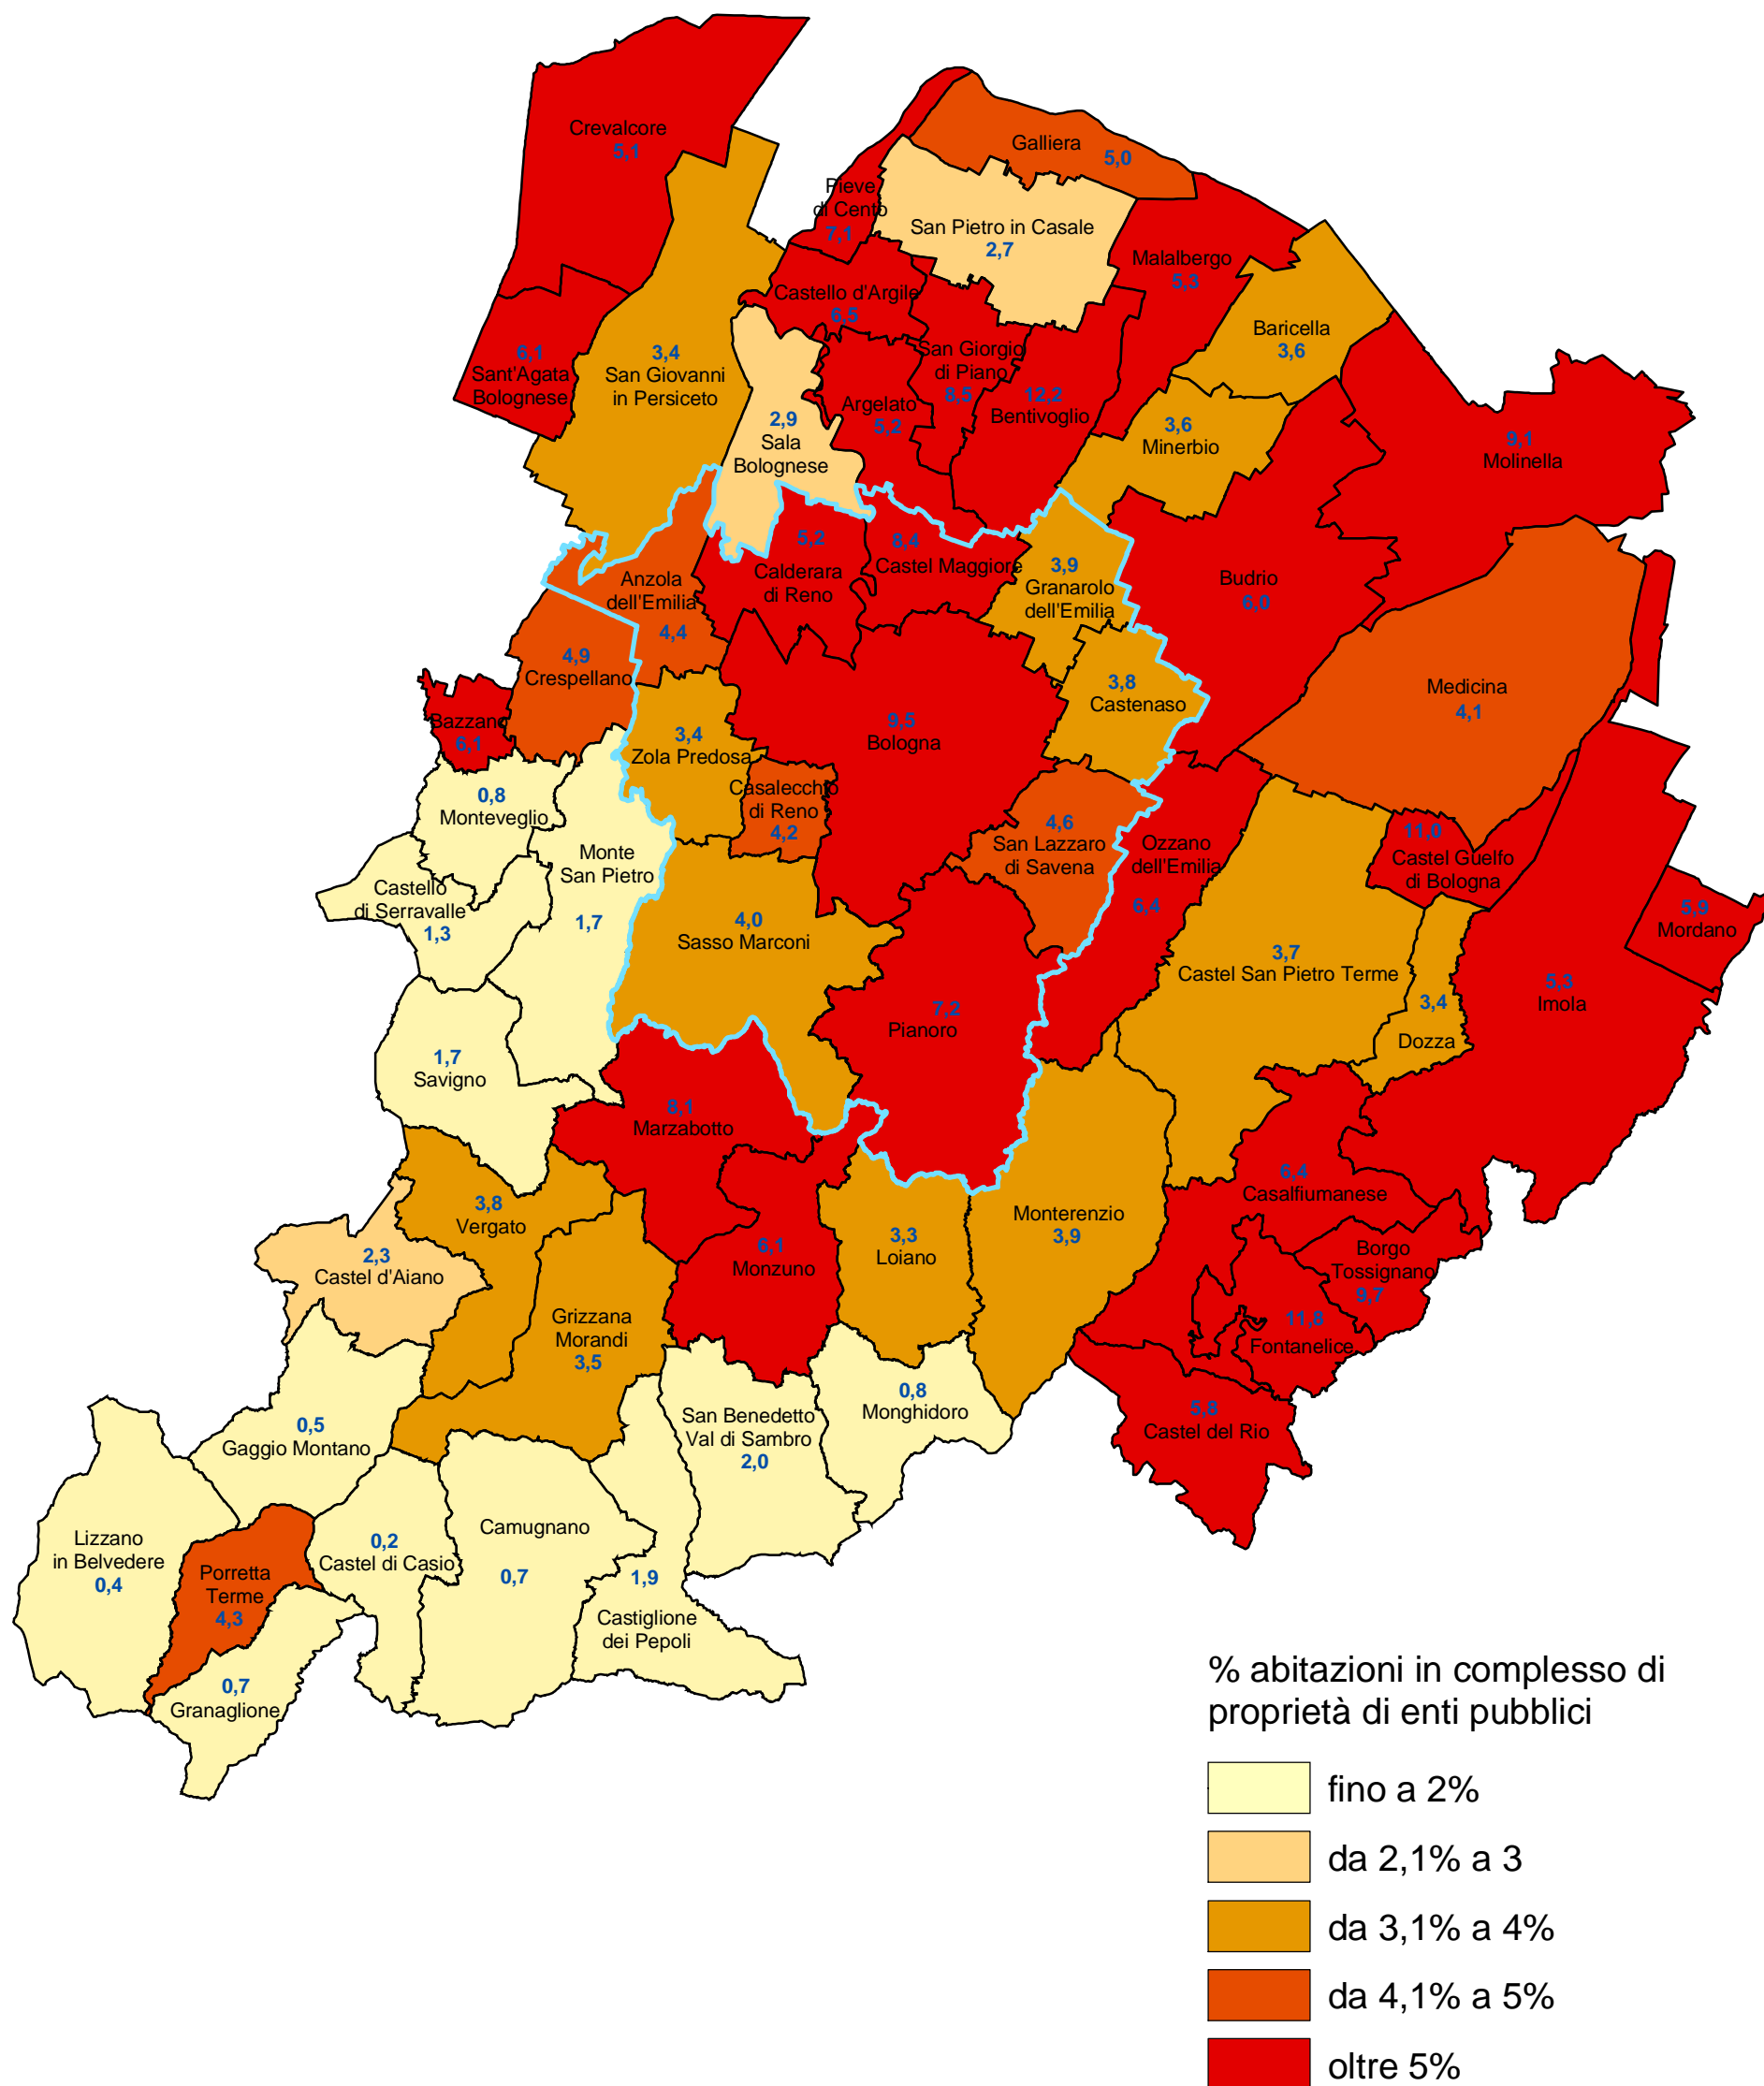 Crevalcore
5,1
Galliera
5,0
Pieve
di Cento
7,1
San Pietro in Casale
2,7
Malalbergo
5,3
Castello d'Argile
6,5
Baricella
3,6
6,1
Sant'Agata
Bolognese
3,4
San Giovanni
in Persiceto
San Giorgio
di Piano
8,5
12,2
Bentivoglio
Argelato
5,2
2,9
Sala
Bolognese
3,6
Minerbio
9,1
Molinella
5,2
Calderara
di Reno
8,4
Castel Maggiore
3,9
Granarolo
dell'Emilia
Budrio
6,0
Anzola
dell'Emilia
4,4
4,9
Crespellano
3,8
Castenaso
Medicina
4,1
Bazzano
6,1
3,4
Zola Predosa
9,5
Bologna
0,8
Monteveglio
Casalecchio
di Reno
4,2
4,6
San Lazzaro
di Savena
Ozzano
dell'Emilia
6,4
11,0
Castel Guelfo
di Bologna
Monte
San Pietro
1,7
Castello
di Serravalle
1,3
4,0
Sasso Marconi
5,9
Mordano
3,7
Castel San Pietro Terme
5,3
Imola
3,4
Dozza
7,2
Pianoro
1,7
Savigno
8,1
Marzabotto
6,4
Casalfiumanese
3,8
Vergato
Monterenzio
3,9
3,3
Loiano
6,1
Monzuno
2,3
Castel d'Aiano
Borgo
Tossignano
9,7
Grizzana
Morandi
3,5
11,8
Fontanelice
0,8
Monghidoro
5,8
Castel del Rio
0,5
Gaggio Montano
San Benedetto
Val di Sambro
2,0
Lizzano
in Belvedere
0,4
0,2
Castel di Casio
Camugnano
0,7
Porretta
Terme
4,3
1,9
Castiglione
dei Pepoli
0,7
Granaglione
% abitazioni in complesso di
proprietà di enti pubblici
fino a 2%
da 2,1% a 3
da 3,1% a 4%
da 4,1% a 5%
oltre 5%